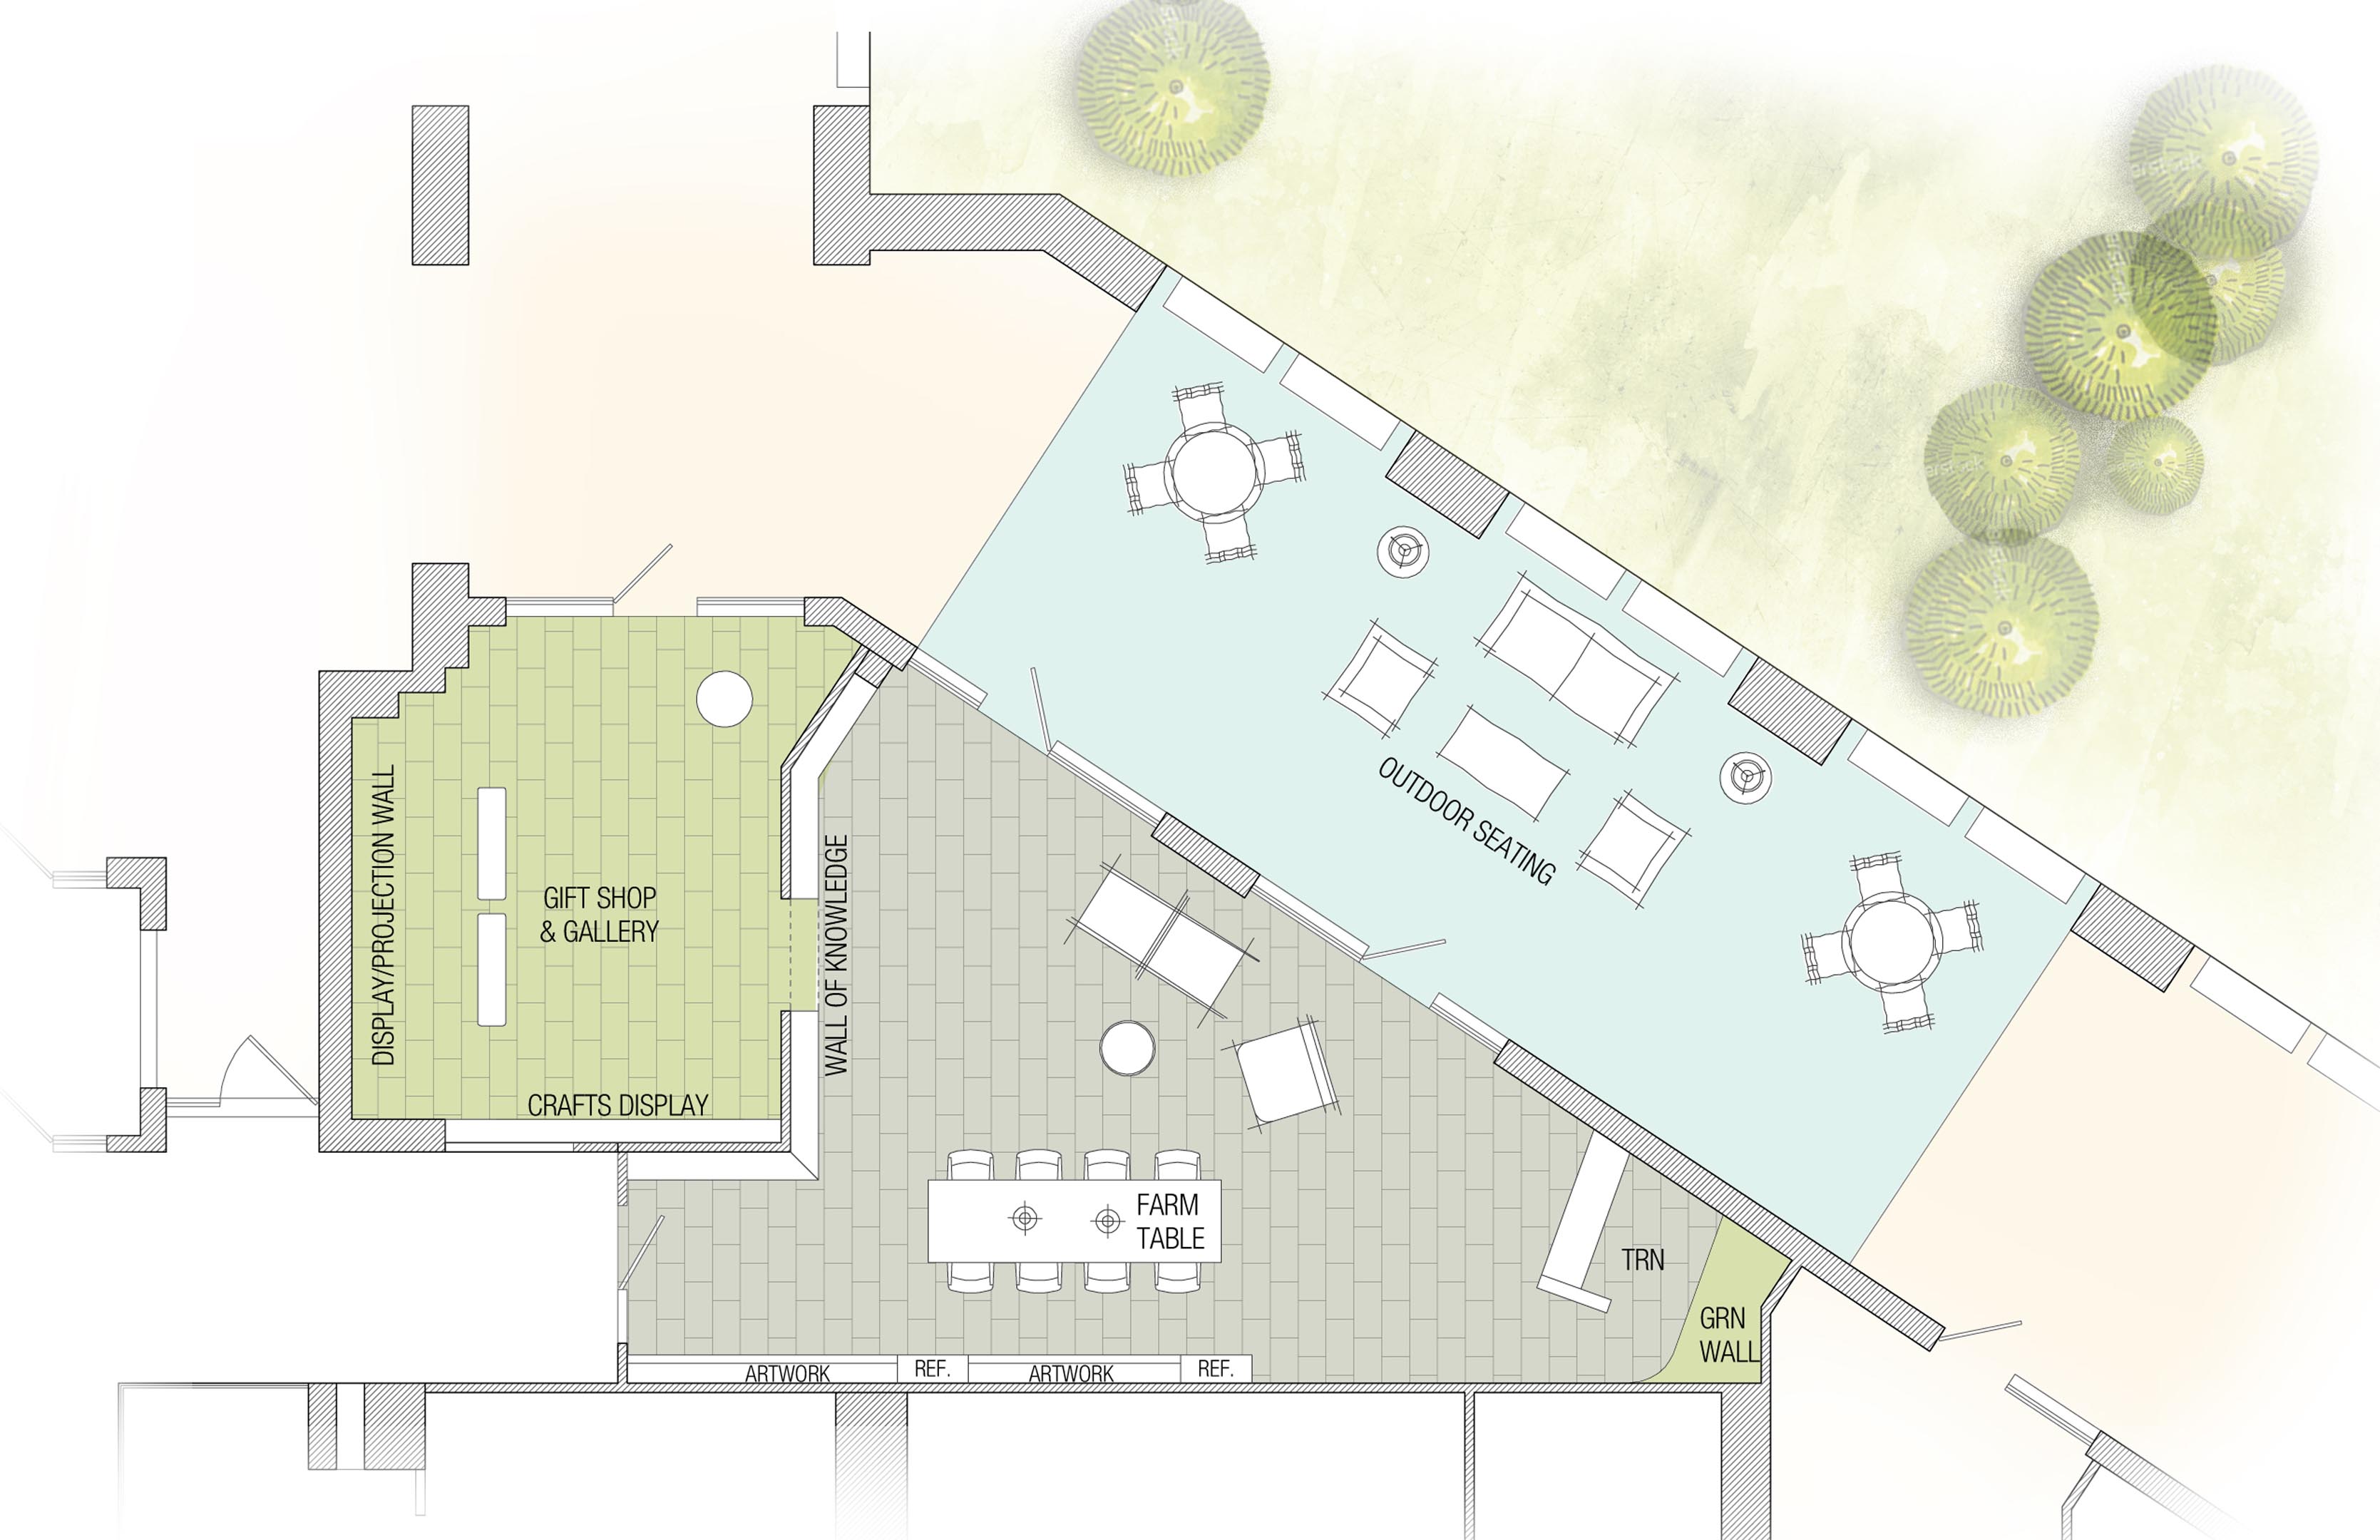 OUTDOOR SEATING
DISPLAY/PROJECTION WALL
GIFT SHOP
& GALLERY
WALL OF KNOWLEDGE
CRAFTS DISPLAY
FARM
TABLE
TRN
GRN
WALL
ARTWORK
REF.
ARTWORK
REF.